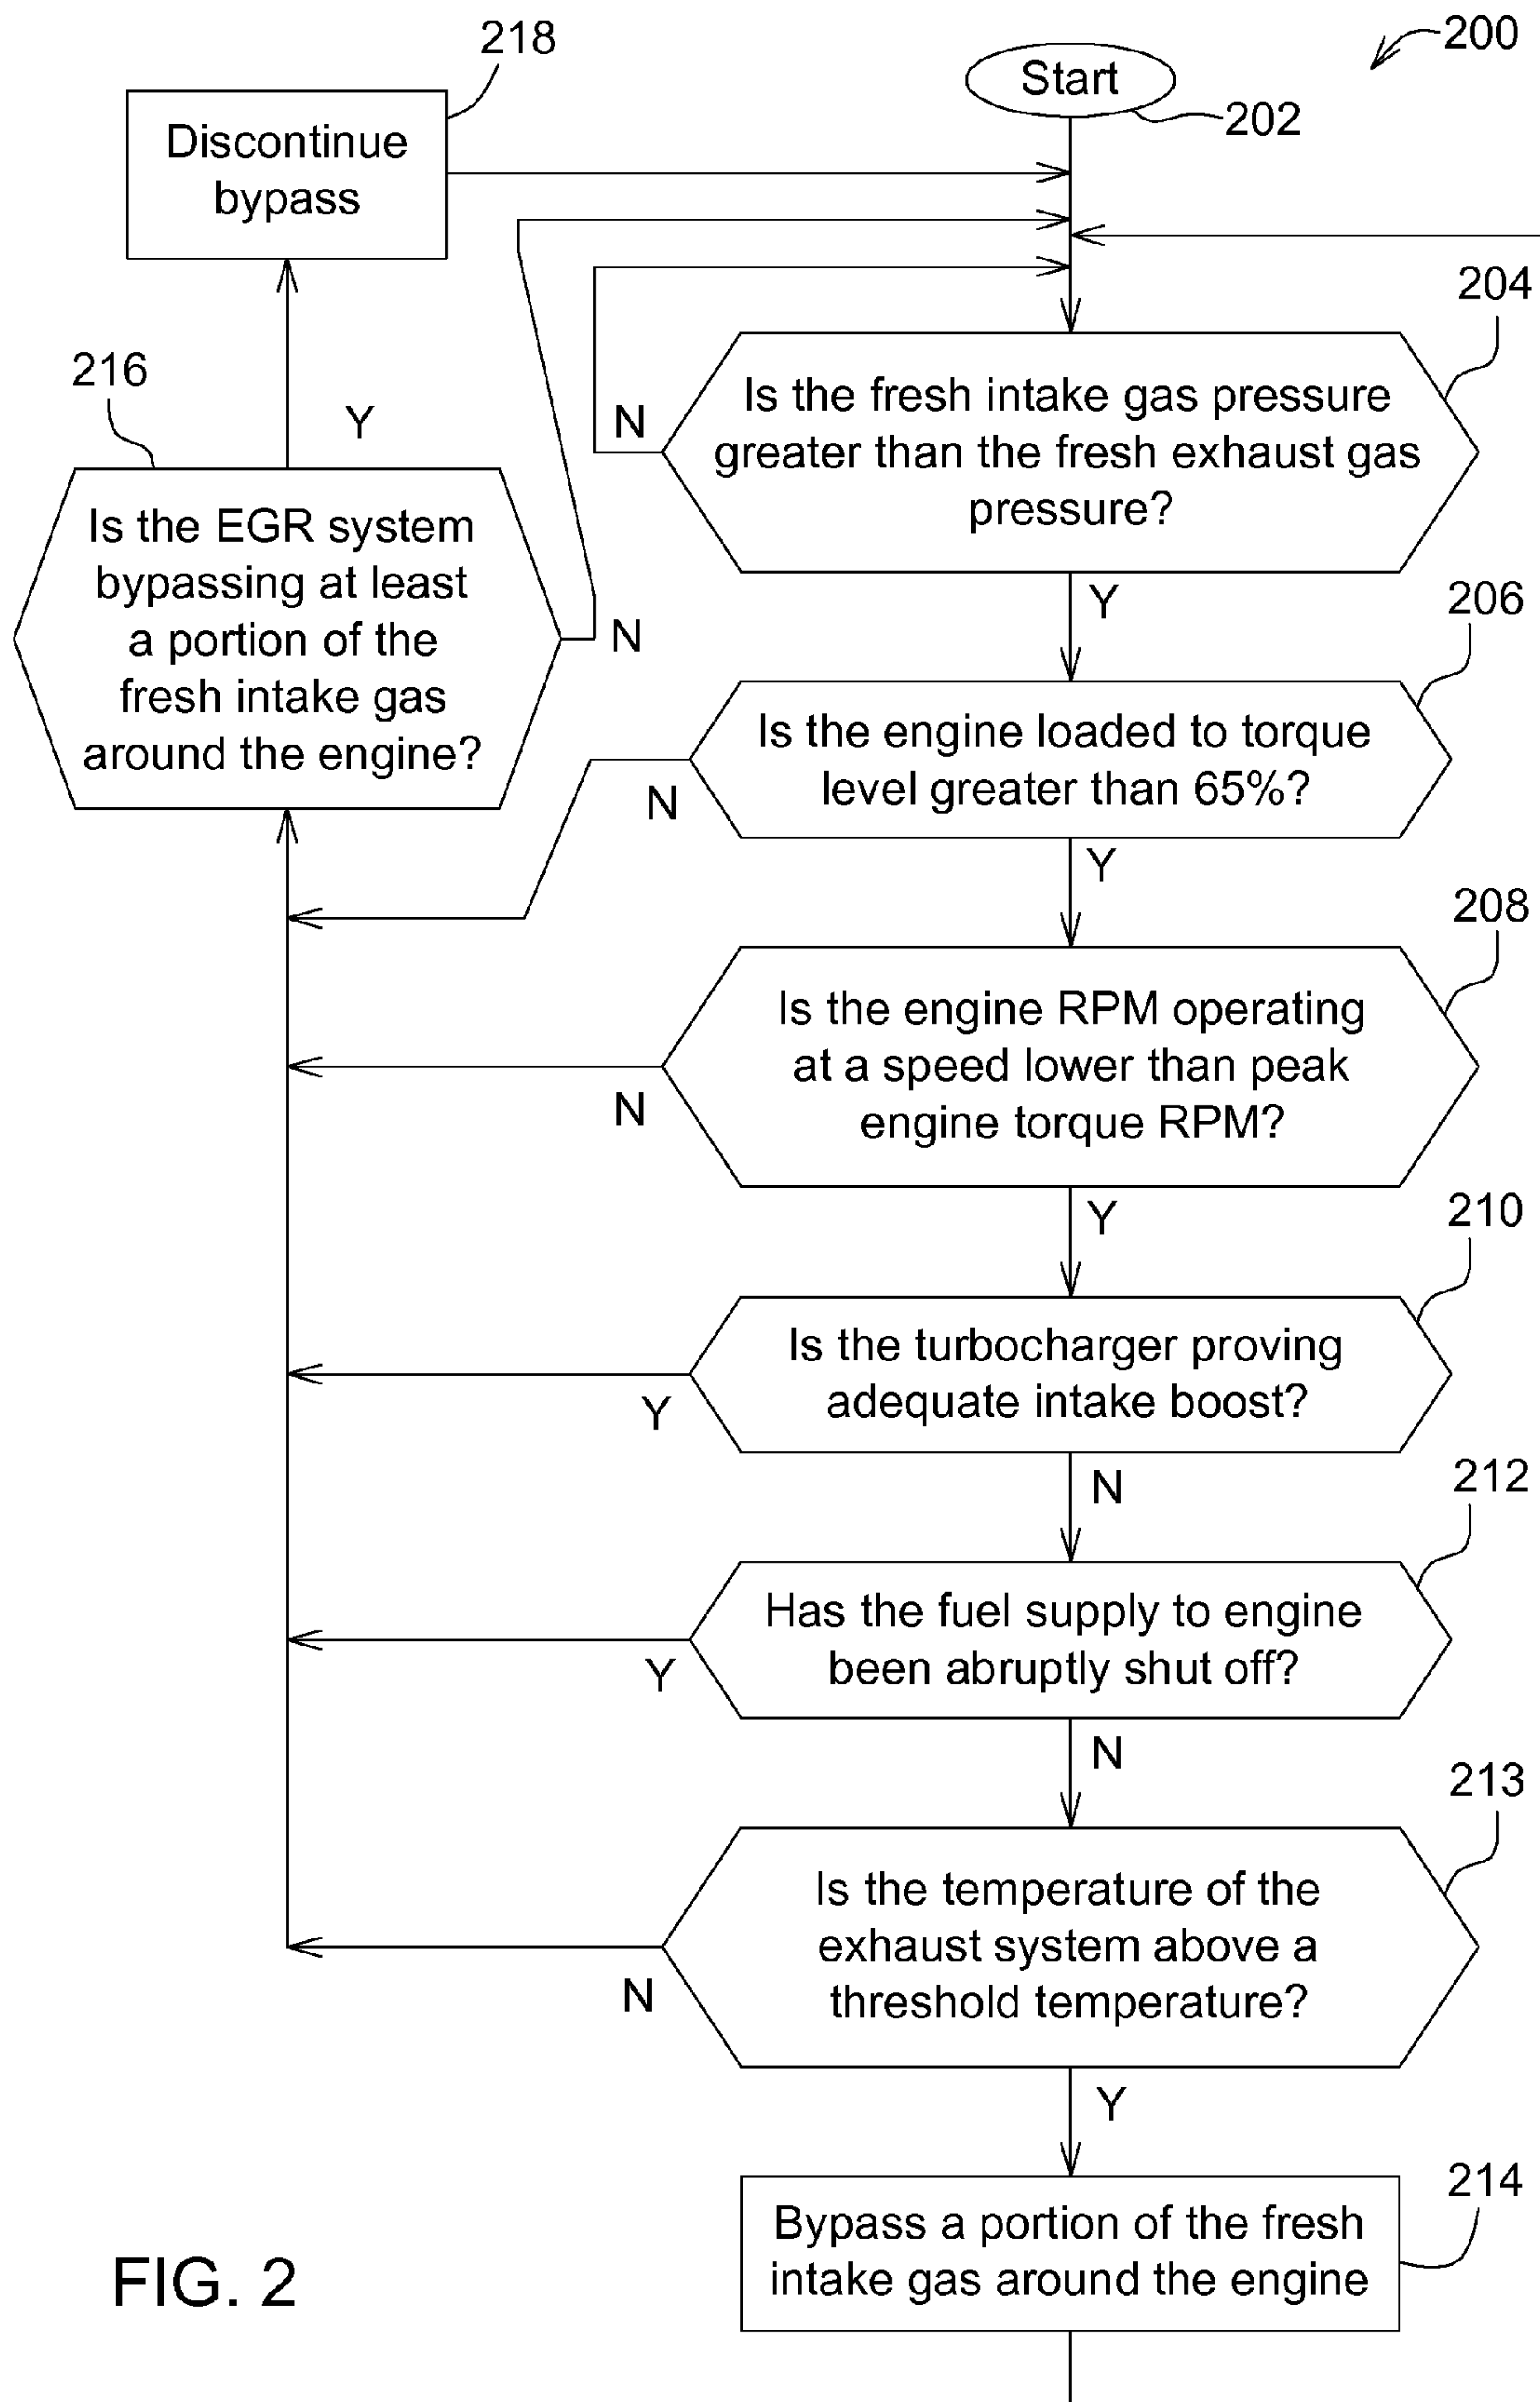 200
218
Start
202
Discontinue
bypass
204
216
Y
N
Is the fresh intake gas pressure
greater than the fresh exhaust gas
pressure?
Is the EGR system
bypassing at least
a portion of the
fresh intake gas
around the engine?
N
Y
206
Is the engine loaded to torque
level greater than 65%?
N
Y
208
Is the engine RPM operating
at a speed lower than peak
engine torque RPM?
N
Y
210
Is the turbocharger proving
adequate intake boost?
Y
N
212
Has the fuel supply to engine
been abruptly shut off?
Y
N
213
Is the temperature of the
exhaust system above a
threshold temperature?
N
Y
214
Bypass a portion of the fresh
intake gas around the engine
FIG. 2